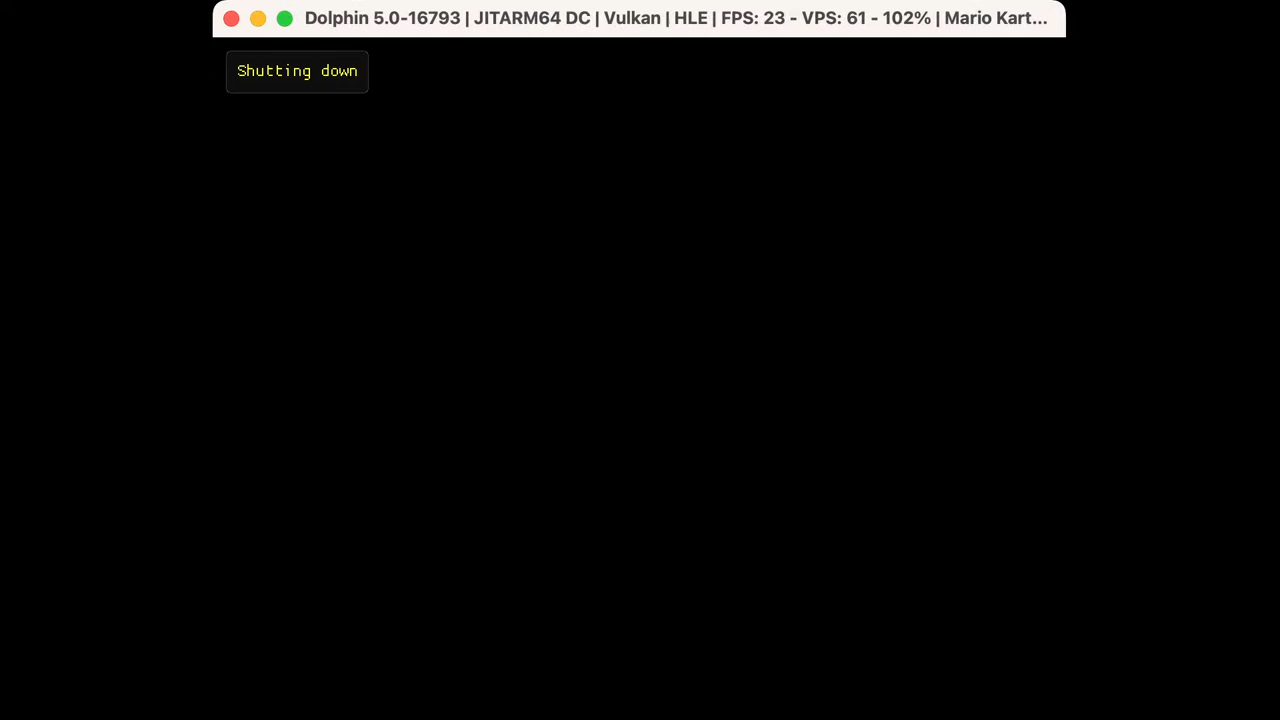 Dolphin 5.0-16793 | JITARM64 DC | Vulkan | HLE | FPS: 23 - VPS: 61 - 102% | Mario Kart...
Shutting down